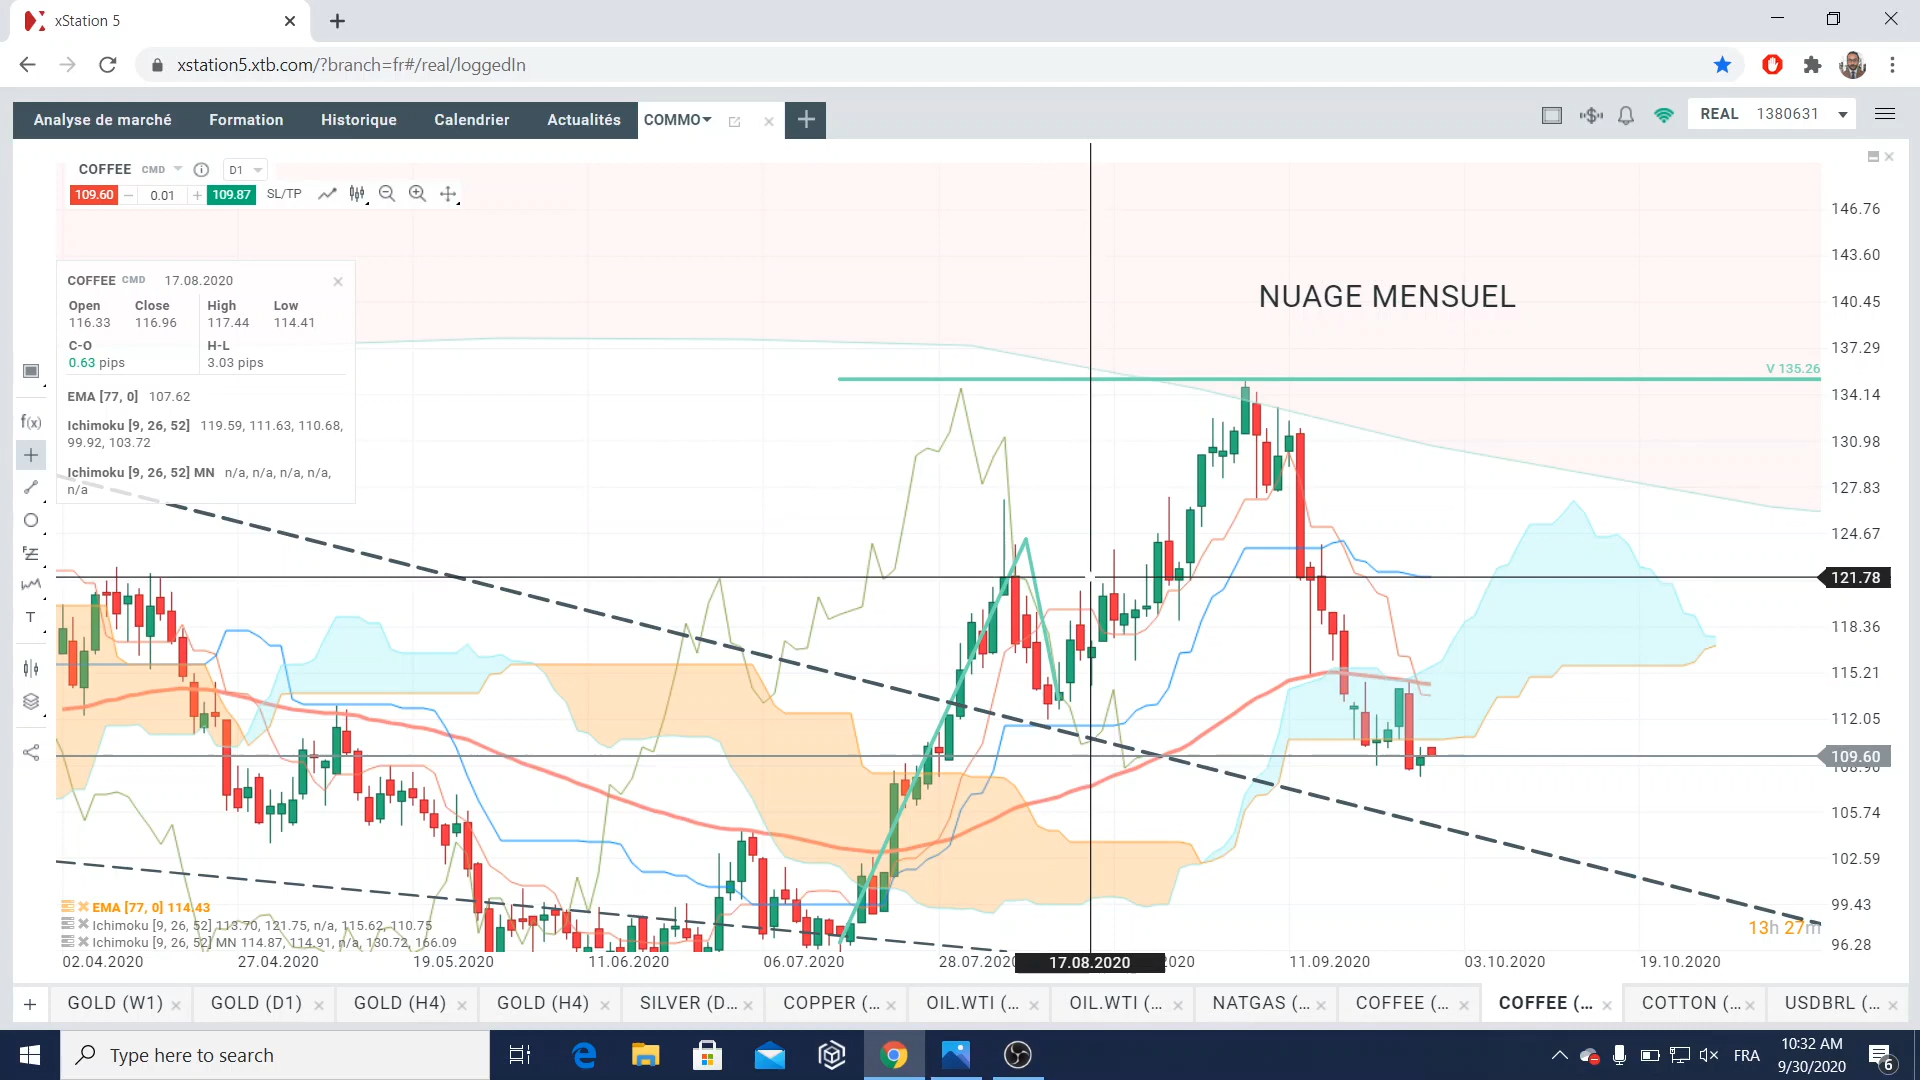 xStation 5
xstation5.xtb.com/?branch=fr#/real/loggedIn
Analyse de marché Formation Historique Calendrier Actualités COMMO
REAL 1380631
COFFEE CMD D1
109.60 0.01 109.87 SL/TP
COFFEE CMD 17.08.2020
Open Close High Low
116.33 116.96 117.44 114.41
C-O H-L
0.63 pips 3.03 pips
EMA [77, 0] 107.62
Ichimoku [9, 26, 52] 119.59, 111.63, 110.68,
99.92, 103.72
Ichimoku [9, 26, 52] MN n/a, n/a, n/a, n/a,
n/a
NUAGE MENSUEL
V 135.26
146.76
143.60
140.45
137.29
134.14
130.98
127.83
124.67
121.78
118.36
115.21
112.05
109.60
108.90
105.74
102.59
99.43
96.28
f(x)
T
EMA [77, 0] 114.43
Ichimoku [9, 26, 52] 113.70, 121.75, n/a, 115.62, 110.75
Ichimoku [9, 26, 52] MN 114.87, 114.91, n/a, 130.72, 166.09
13h 27m
02.04.2020 27.04.2020 19.05.2020 11.06.2020 06.07.2020 28.07.2020 17.08.2020 2020 11.09.2020 03.10.2020 19.10.2020
GOLD (W1) GOLD (D1) GOLD (H4) GOLD (H4) SILVER (D... COPPER (... OIL.WTI (... OIL.WTI (... NATGAS (... COFFEE (... COFFEE (... COTTON (... USDBRL (...
Type here to search
FRA
10:32 AM
9/30/2020
6